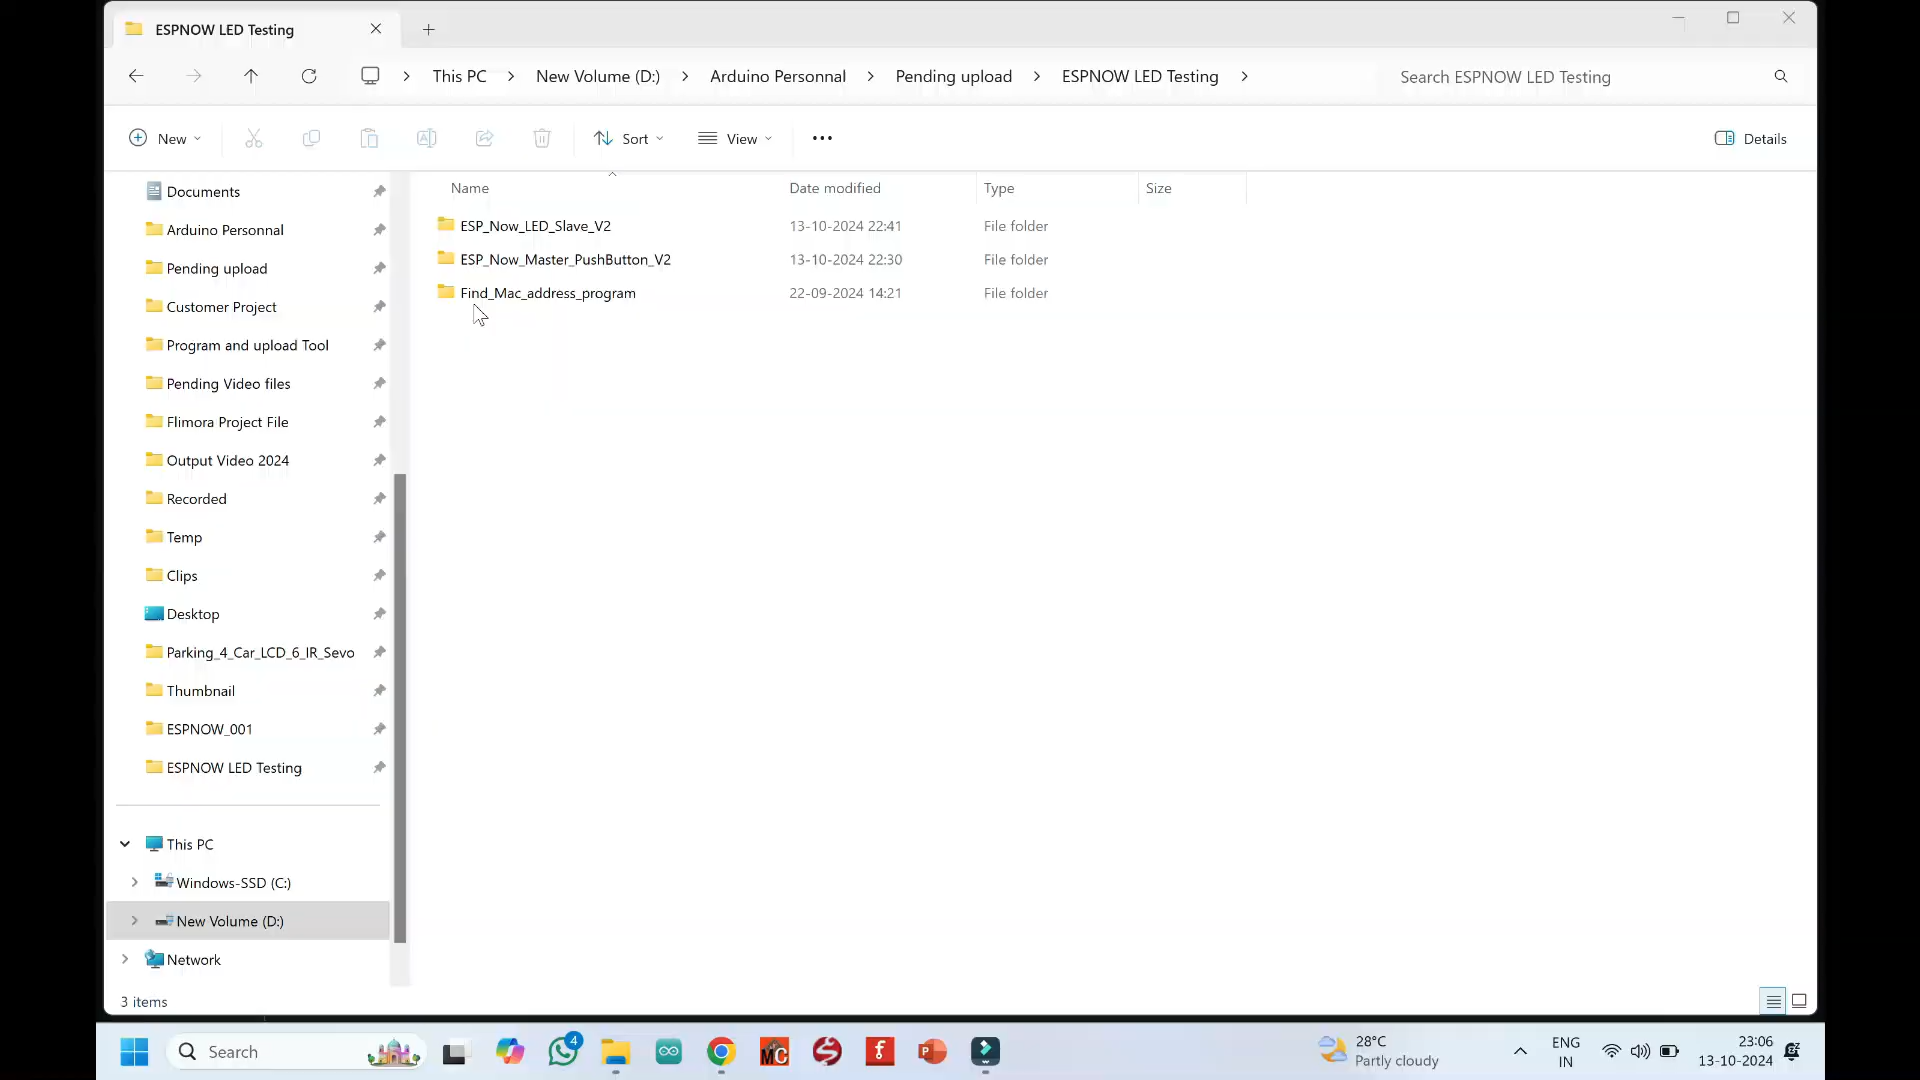 ESPNOW LED Testing
This PC
New Volume (D:)
Arduino Personnal
Pending upload
ESPNOW LED Testing
Search ESPNOW LED Testing
New
Sort
View
Details
Name
Date modified
Type
Size
ESP_Now_LED_Slave_V2
13-10-2024 22:41
File folder
ESP_Now_Master_PushButton_V2
13-10-2024 22:30
File folder
Find_Mac_address_program
22-09-2024 14:21
File folder
Documents
Arduino Personnal
Pending upload
Customer Project
Program and upload Tool
Pending Video files
Flimora Project File
Output Video 2024
Recorded
Temp
Clips
Desktop
Parking_4_Car_LCD_6_IR_Sevo
Thumbnail
ESPNOW_001
ESPNOW LED Testing
This PC
Windows-SSD (C:)
New Volume (D:)
Network
3 items
Search
4
MC
f
P
28°C
Partly cloudy
ENG
IN
23:06
13-10-2024